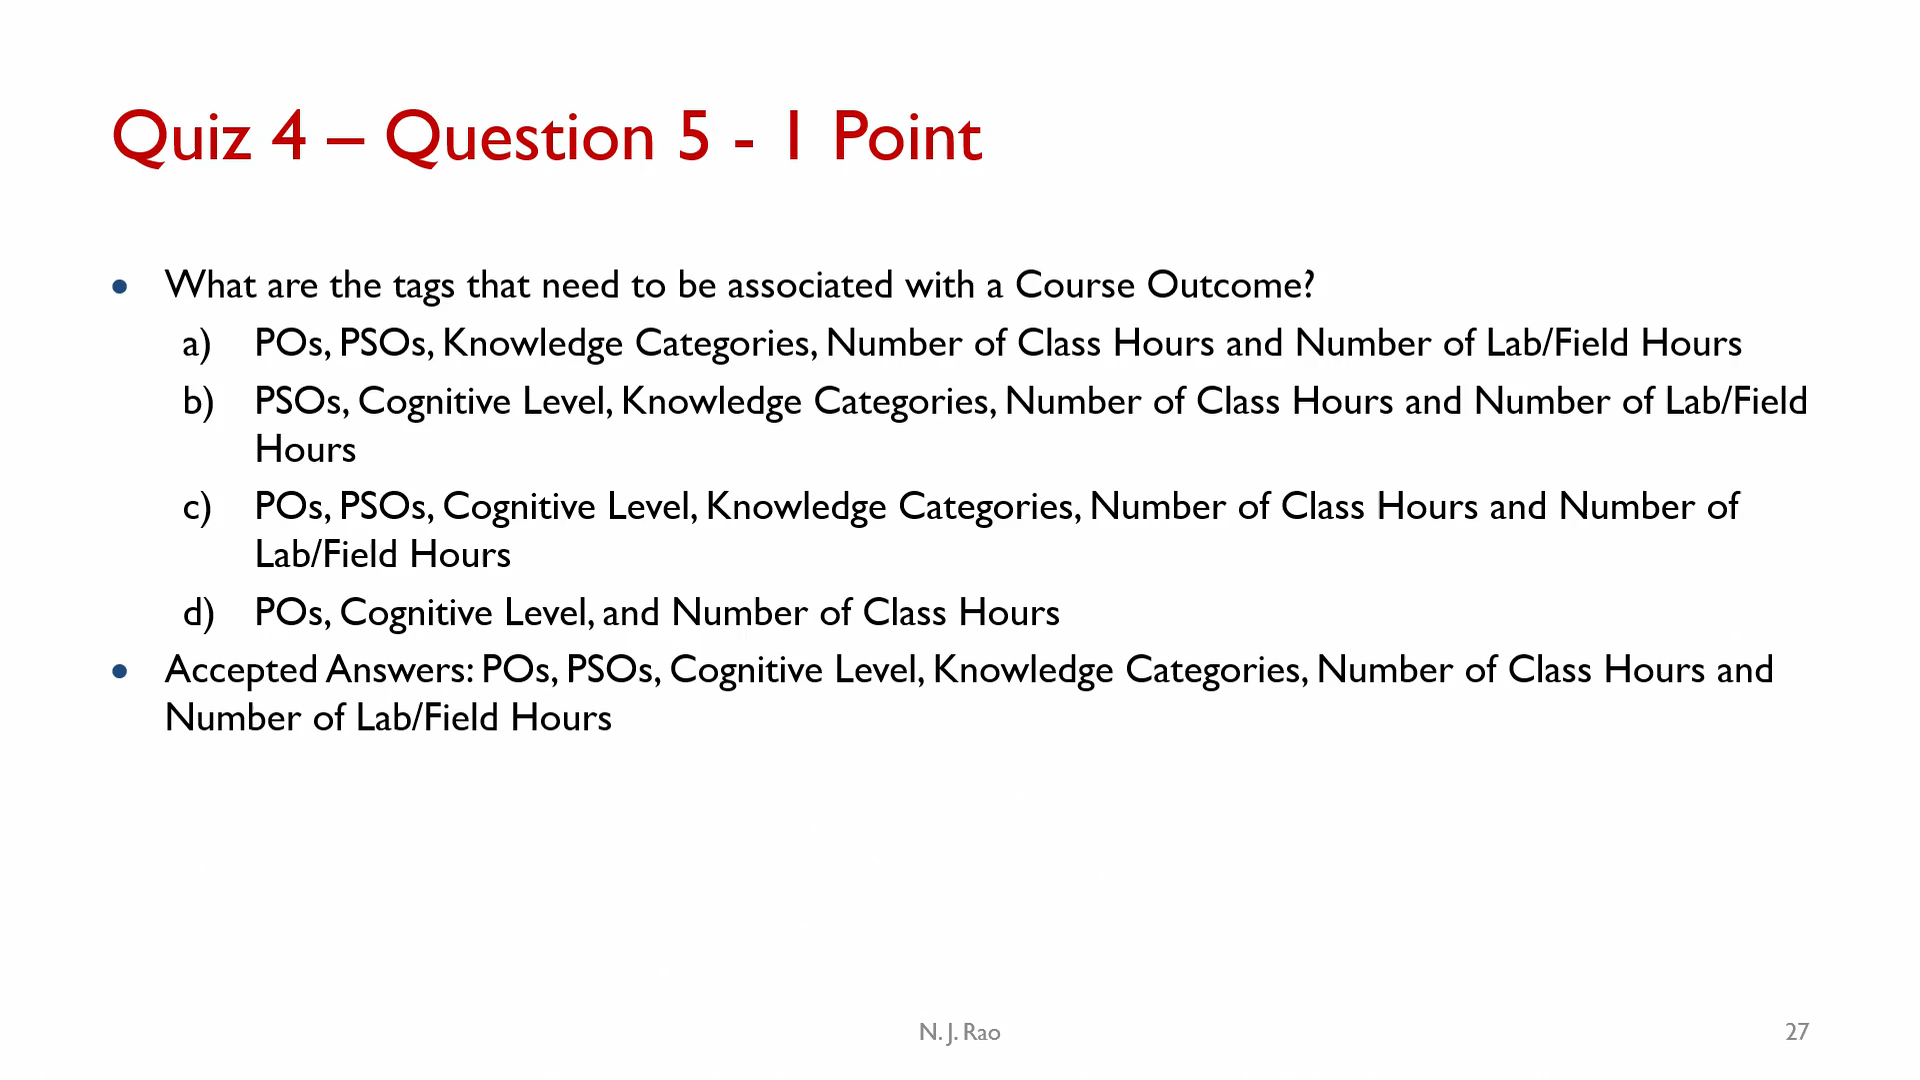 Quiz 4 – Question 5 - 1 Point
• What are the tags that need to be associated with a Course Outcome?
a) POs, PSOs, Knowledge Categories, Number of Class Hours and Number of Lab/Field Hours
b) PSOs, Cognitive Level, Knowledge Categories, Number of Class Hours and Number of Lab/Field
Hours
c) POs, PSOs, Cognitive Level, Knowledge Categories, Number of Class Hours and Number of
Lab/Field Hours
d) POs, Cognitive Level, and Number of Class Hours
• Accepted Answers: POs, PSOs, Cognitive Level, Knowledge Categories, Number of Class Hours and
Number of Lab/Field Hours
N. J. Rao
27